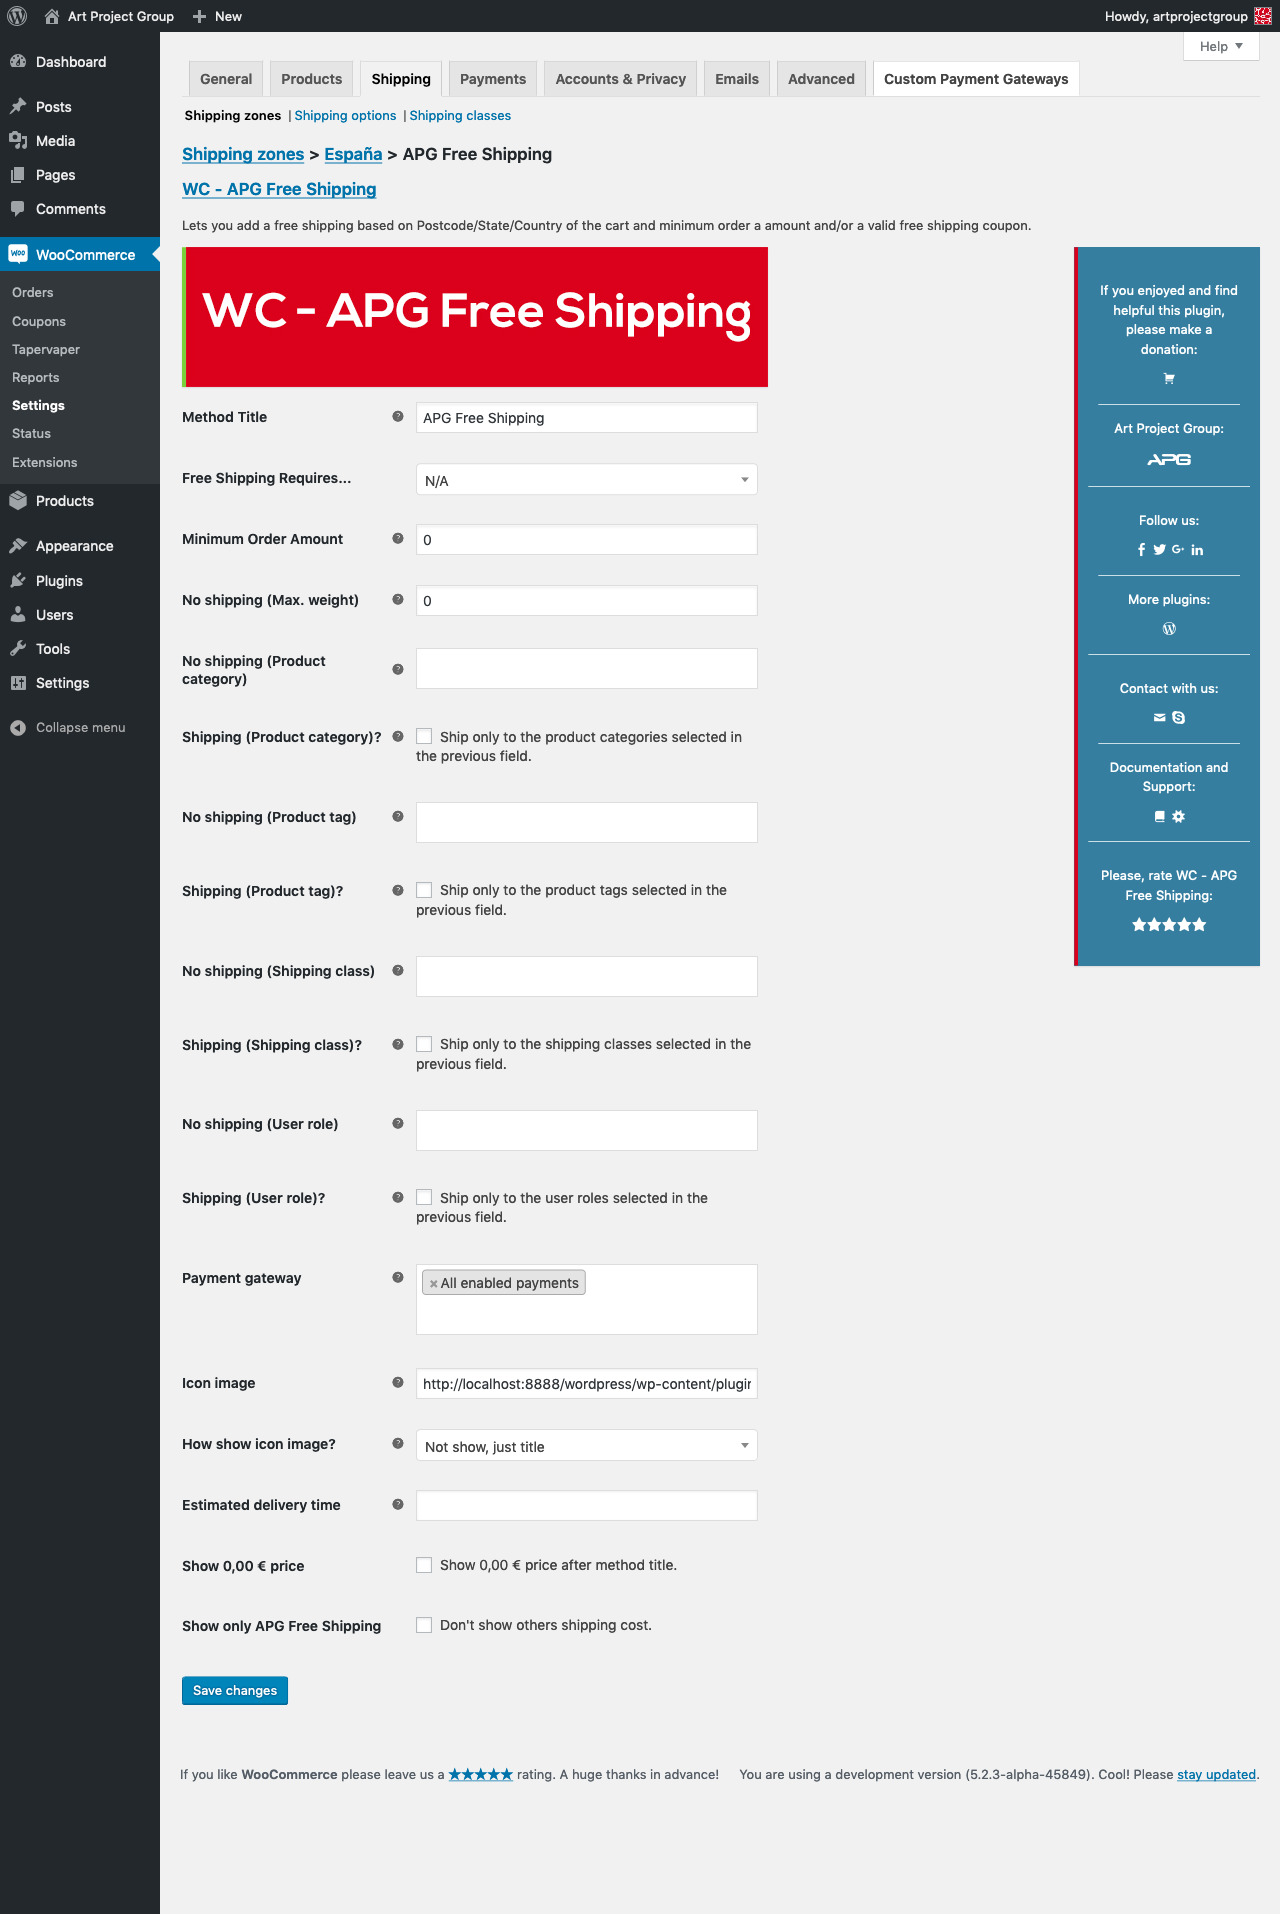 Art Project Group
New
Howdy, artprojectgroup
Help
Dashboard
Posts
Media
Pages
Comments
WooCommerce
Orders
Coupons
Tapervaper
Reports
Settings
Status
Extensions
Products
Appearance
Plugins
Users
Tools
Settings
Collapse menu
General
Products
Shipping
Payments
Accounts & Privacy
Emails
Advanced
Custom Payment Gateways
Shipping zones | Shipping options | Shipping classes
Shipping zones > España > APG Free Shipping
WC - APG Free Shipping
Lets you add a free shipping based on Postcode/State/Country of the cart and minimum order a amount and/or a valid free shipping coupon.
WC - APG Free Shipping
Method Title
APG Free Shipping
Free Shipping Requires...
N/A
Minimum Order Amount
0
No shipping (Max. weight)
0
No shipping (Product
category)
Shipping (Product category)?
Ship only to the product categories selected in
the previous field.
No shipping (Product tag)
Shipping (Product tag)?
Ship only to the product tags selected in the
previous field.
No shipping (Shipping class)
Shipping (Shipping class)?
Ship only to the shipping classes selected in the
previous field.
No shipping (User role)
Shipping (User role)?
Ship only to the user roles selected in the
previous field.
Payment gateway
× All enabled payments
Icon image
http://localhost:8888/wordpress/wp-content/plugin
How show icon image?
Not show, just title
Estimated delivery time
Show 0,00 € price
Show 0,00 € price after method title.
Show only APG Free Shipping
Don't show others shipping cost.
Save changes
If you enjoyed and find
helpful this plugin,
please make a
donation:
Art Project Group:
APG
Follow us:
More plugins:
Contact with us:
Documentation and
Support:
Please, rate WC - APG
Free Shipping:
★★★★★
If you like WooCommerce please leave us a ★★★★★ rating. A huge thanks in advance!
You are using a development version (5.2.3-alpha-45849). Cool! Please stay updated.